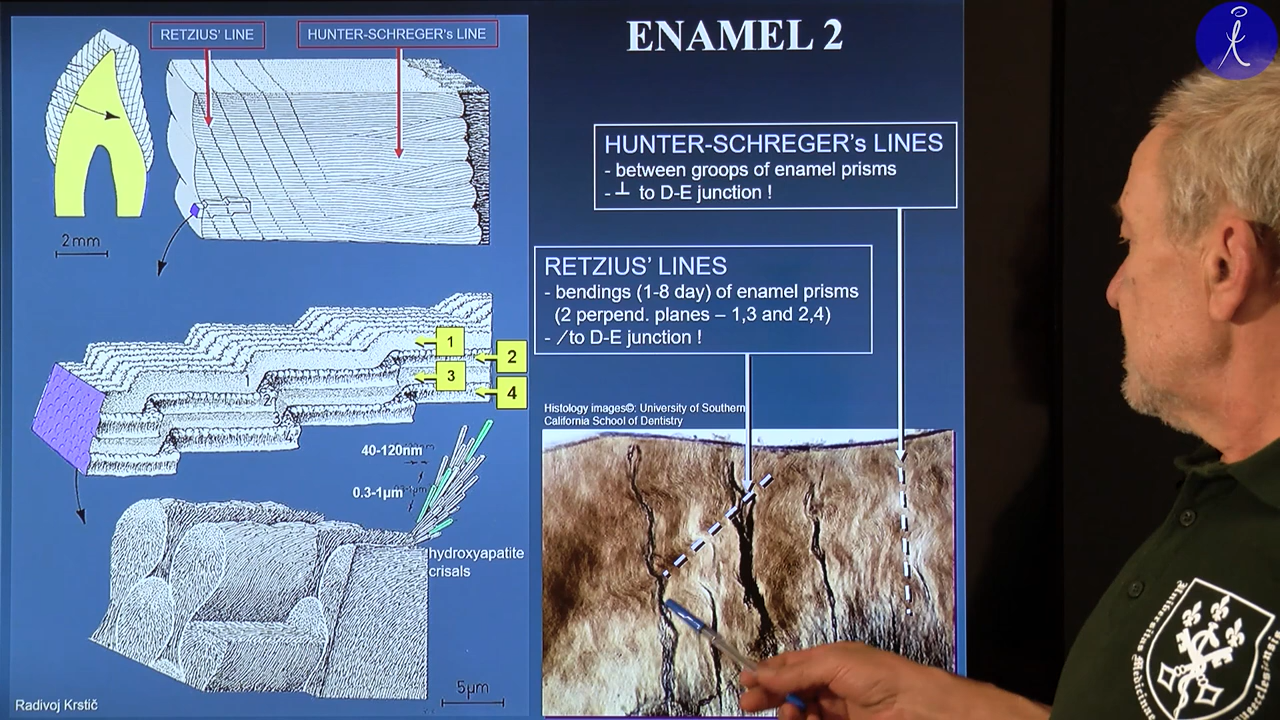 ENAMEL 2
RETZIUS' LINE
HUNTER-SCHREGER's LINE
2mm
HUNTER-SCHREGER's LINES
- between groops of enamel prisms
- ┴ to D-E junction !
RETZIUS' LINES
- bendings (1-8 day) of enamel prisms
(2 perpend. planes – 1,3 and 2,4)
- / to D-E junction !
1
2
3
4
1
2
4
40-120nm
0.3-1µm
hydroxyapatite
crisals
5µm
Radivoj Krstič
Histology images©: University of Southern
California School of Dentistry